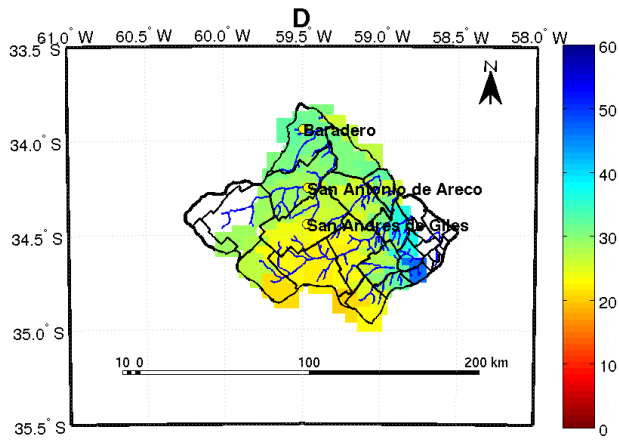 D
61.0° W 60.5° W 60.0° W 59.5° W 59.0° W 58.5° W 58.0° W
33.5° S
34.0° S
34.5° S
35.0° S
35.5° S
N
Baradero
San Antonio de Areco
San Andres de Giles
10 0 100 200 km
60
50
40
30
20
10
0